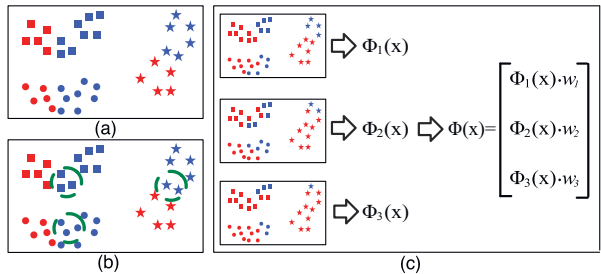 (a)
(b)
Φ₁(x)
Φ₂(x)
Φ₃(x)
Φ(x)=
Φ₁(x)·w₁
Φ₂(x)·w₂
Φ₃(x)·w₃
(c)